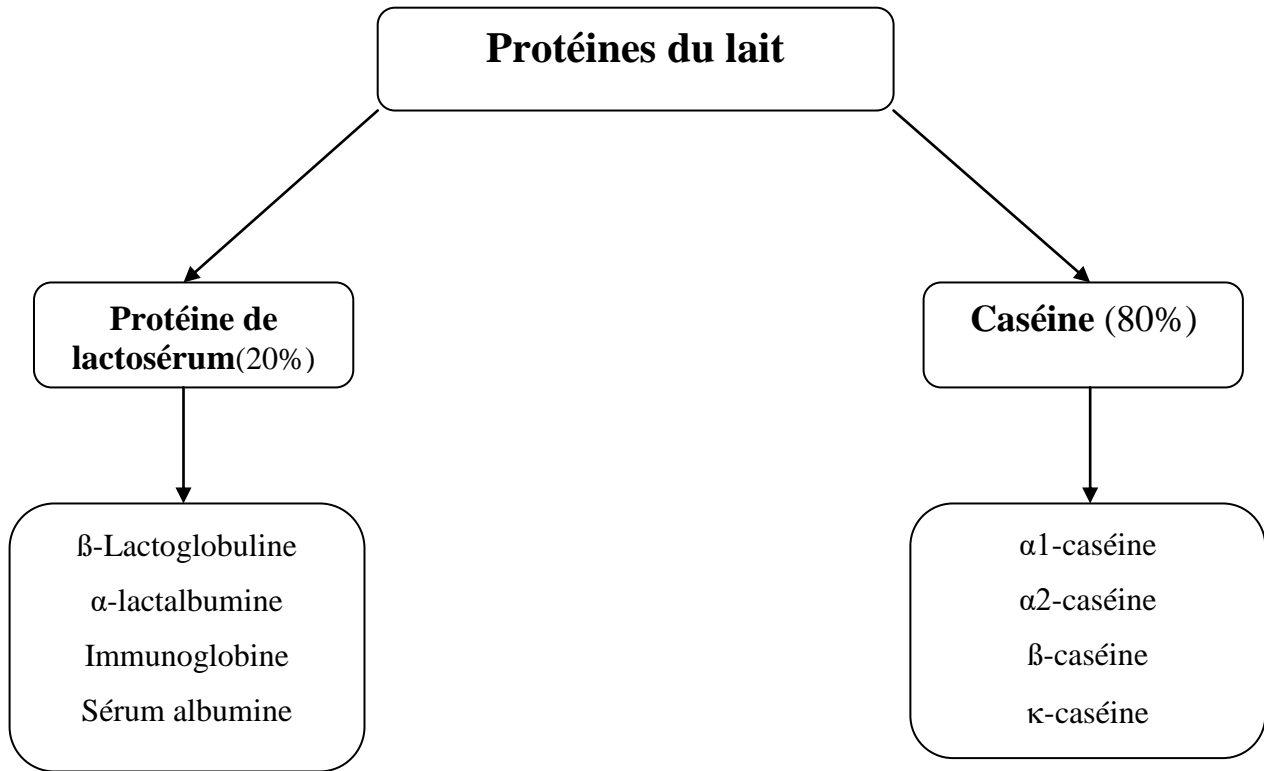 Protéines du lait
Protéine de
lactosérum(20%)
Caséine (80%)
ß-Lactoglobuline
α-lactalbumine
Immunoglobine
Sérum albumine
α1-caséine
α2-caséine
ß-caséine
κ-caséine